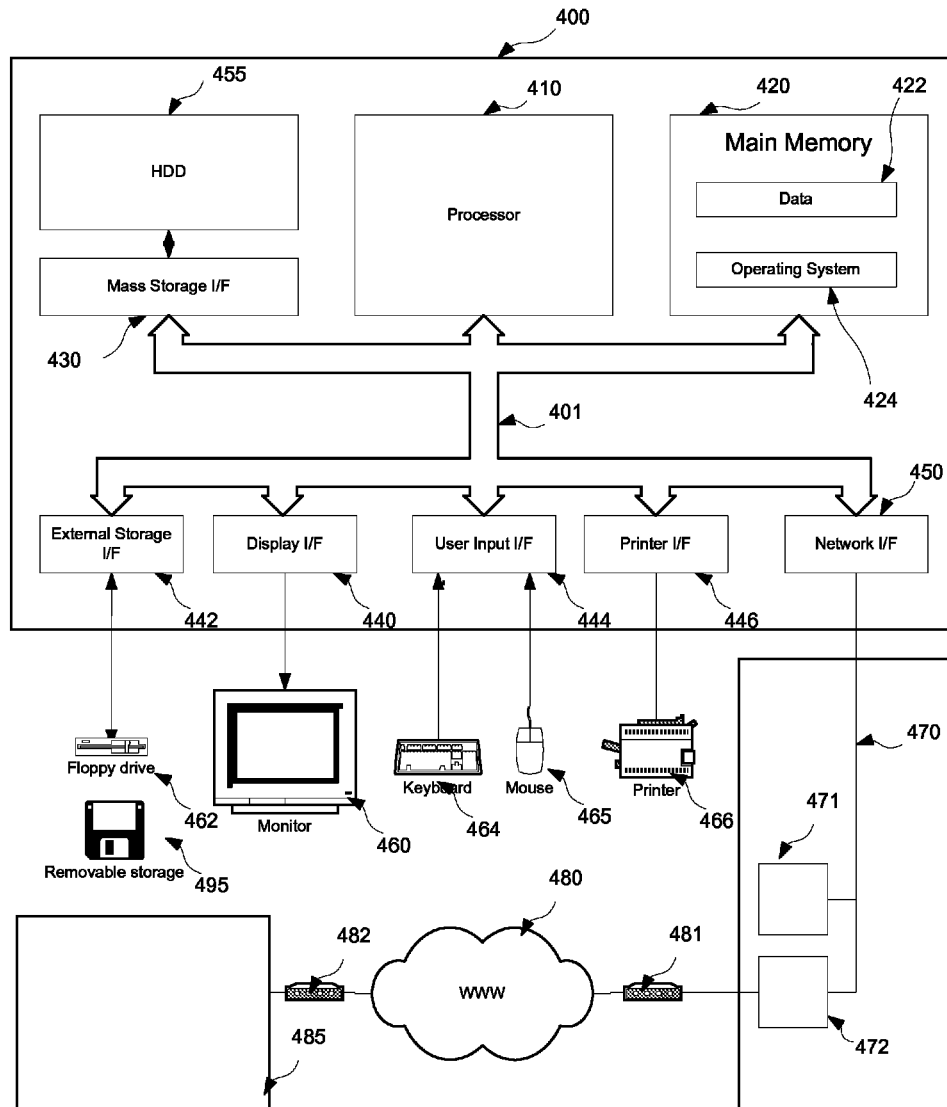 400
455
410
420
422
HDD
Processor
Main Memory
Data
Mass Storage I/F
Operating System
430
424
401
450
External Storage
I/F
Display I/F
User Input I/F
Printer I/F
Network I/F
442
440
444
446
470
Floppy drive
462
Monitor
460
Keyboard
464
Mouse
465
Printer
466
471
Removable storage
495
480
482
481
WWW
472
485